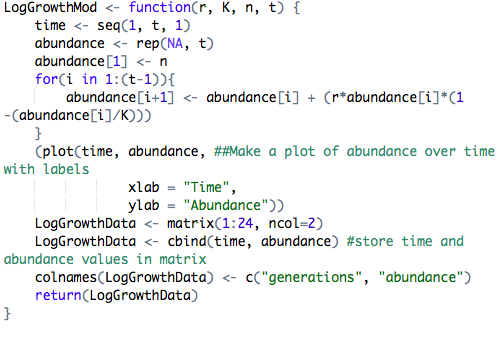 LogGrowthMod <- function(r, K, n, t) {
    time <- seq(1, t, 1)
    abundance <- rep(NA, t)
    abundance[1] <- n
    for(i in 1:(t-1)){
        abundance[i+1] <- abundance[i] + (r*abundance[i]*(1
-(abundance[i]/K)))
    }
    (plot(time, abundance, ##Make a plot of abundance over time
with labels
                xlab = "Time",
                ylab = "Abundance"))
    LogGrowthData <- matrix(1:24, ncol=2)
    LogGrowthData <- cbind(time, abundance) #store time and
abundance values in matrix
    colnames(LogGrowthData) <- c("generations", "abundance")
    return(LogGrowthData)
}